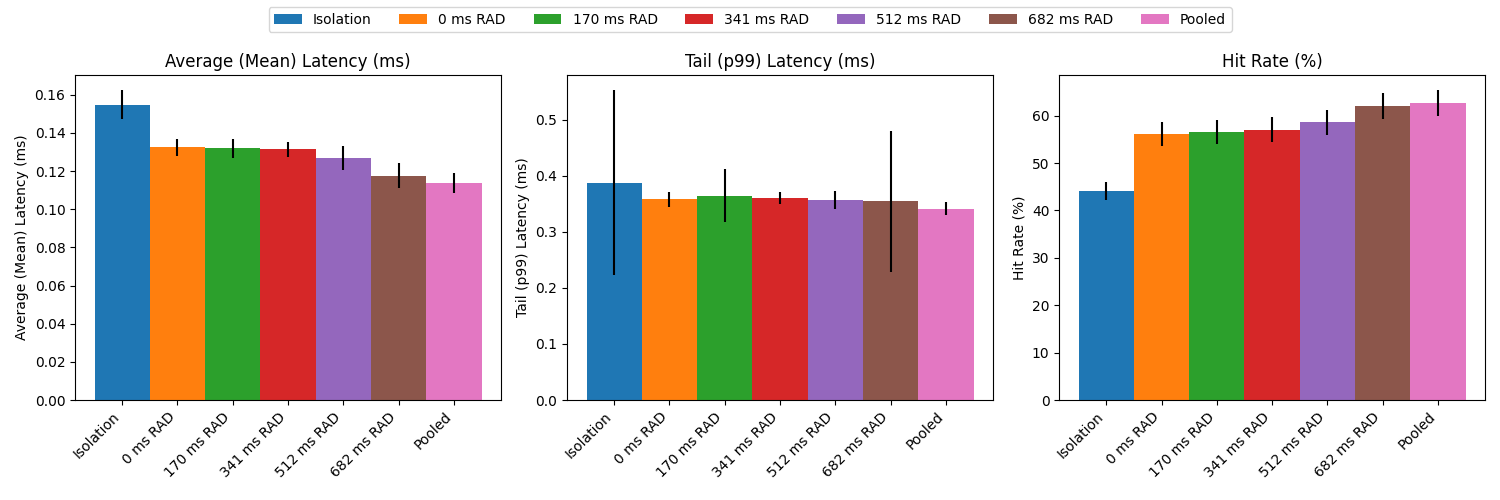 Isolation 0 ms RAD 170 ms RAD 341 ms RAD 512 ms RAD 682 ms RAD Pooled
Average (Mean) Latency (ms)
Average (Mean) Latency (ms)
0.16
0.14
0.12
0.10
0.08
0.06
0.04
0.02
0.00
Isolation
0 ms RAD
170 ms RAD
341 ms RAD
512 ms RAD
682 ms RAD
Pooled
Tail (p99) Latency (ms)
Tail (p99) Latency (ms)
0.5
0.4
0.3
0.2
0.1
0.0
Isolation
0 ms RAD
170 ms RAD
341 ms RAD
512 ms RAD
682 ms RAD
Pooled
Hit Rate (%)
Hit Rate (%)
60
50
40
30
20
10
0
Isolation
0 ms RAD
170 ms RAD
341 ms RAD
512 ms RAD
682 ms RAD
Pooled